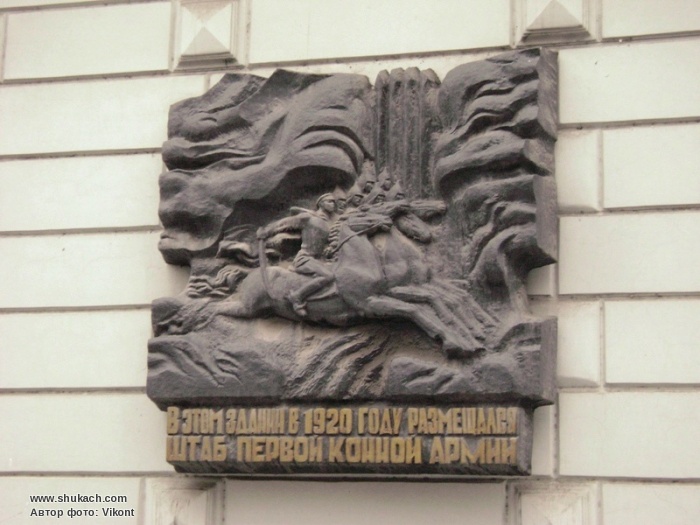 В ЭТОМ ЗДАНИИ В 1920 ГОДУ РАЗМЕЩАЛСЯ
ШТАБ ПЕРВОЙ КОННОЙ АРМИИ
www.shukach.com
Автор фото: Vikont